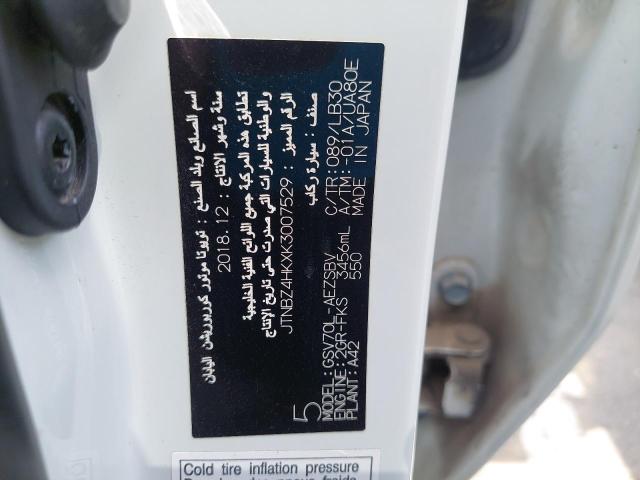 اسم الصانع وبلد الصنع : تويوتا موتور كوربوريشن اليابان
سنة وشهر الانتاج : 2018.12
تطابق هذه المركبة جميع اللوائح الفنية الخليجية
والوطنية للسيارات التي صدرت حتى تاريخ الإنتاج
الرقم المميز : JTNBZ4HKXK3007529
صنف : سيارة ركاب
5
MODEL:GSV70L-AEZSBV C/TR:089/LB30
ENGINE:2GR-FKS 3456mL A/TM:-01A/UA80E
PLANT:A42 550 MADE IN JAPAN
Cold tire inflation pressure